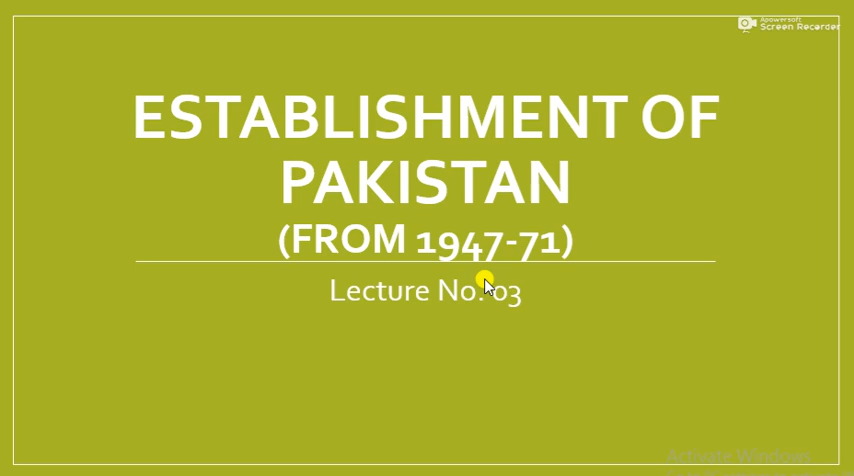 Apowersoft
Screen Recorder
ESTABLISHMENT OF
PAKISTAN
(FROM 1947-71)
Lecture No. 03
Activate Windows